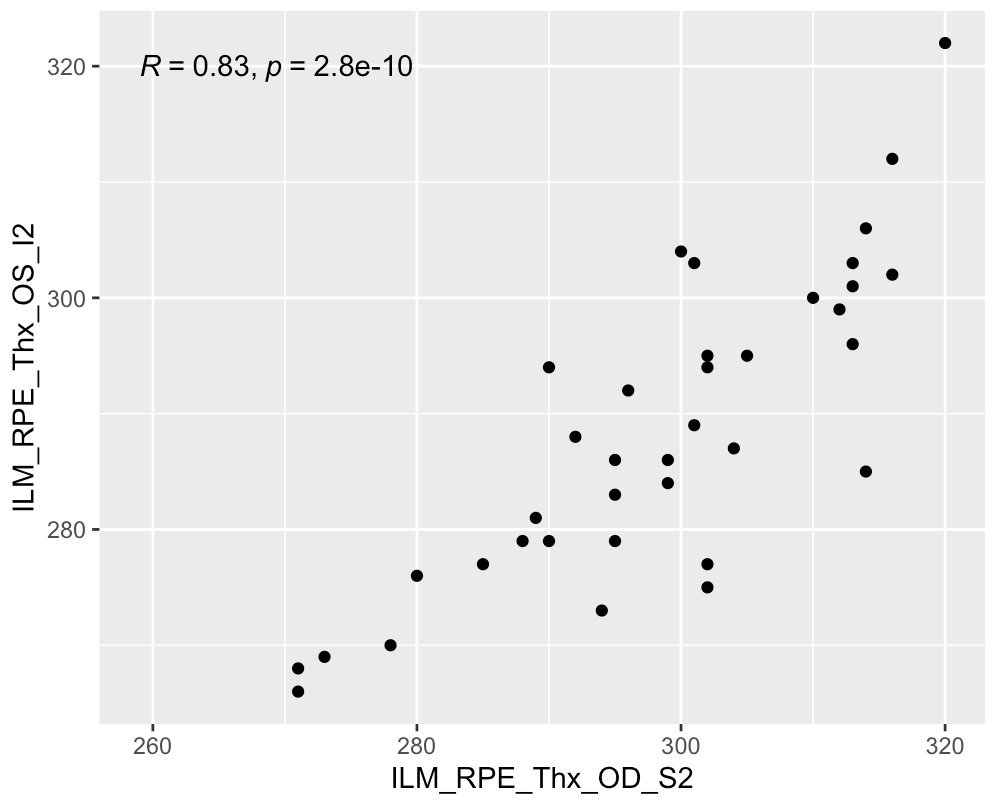 R = 0.83, p = 2.8e-10
320
300
280
ILM_RPE_Thx_OS_I2
260 280 300 320
ILM_RPE_Thx_OD_S2